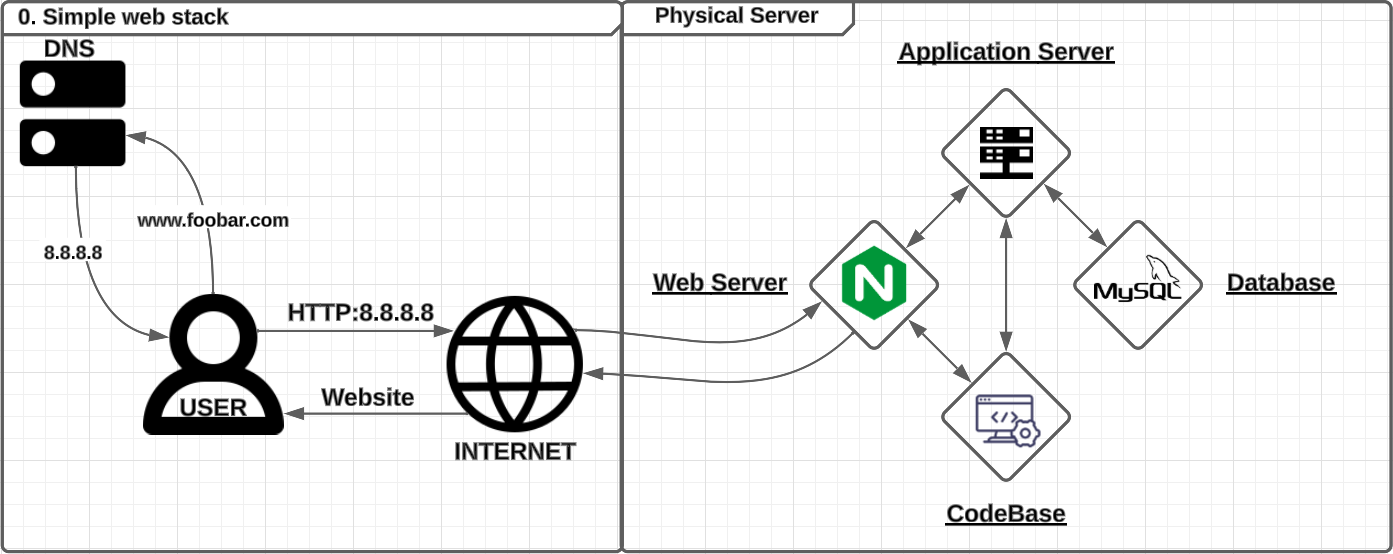 0. Simple web stack
Physical Server
DNS
Application Server
www.foobar.com
8.8.8.8
Web Server
N
MySQL
Database
HTTP:8.8.8.8
Website
USER
INTERNET
</>
CodeBase